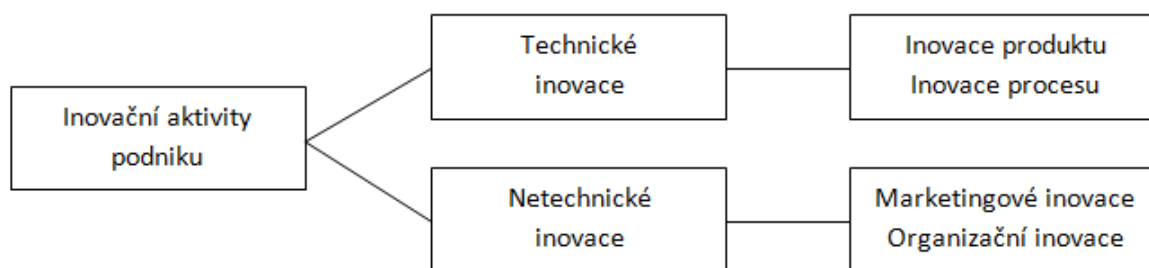 Inovační aktivity
podniku
Technické
inovace
Inovace produktu
Inovace procesu
Netechnické
inovace
Marketingové inovace
Organizační inovace